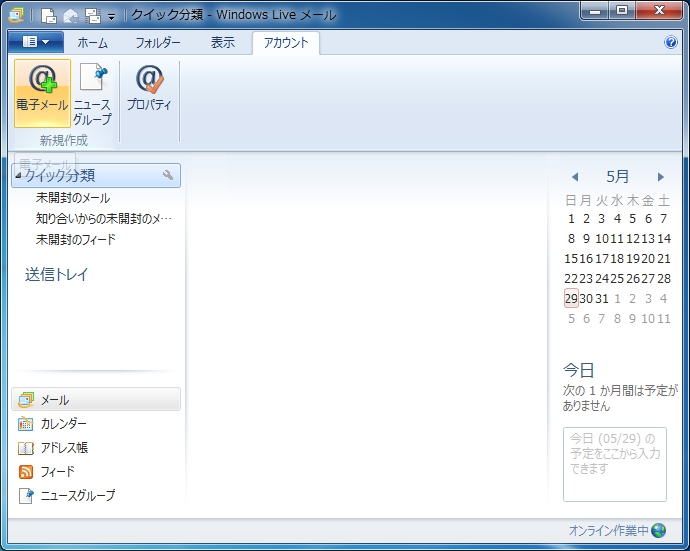 クイック分類 - Windows Live メール
ホーム フォルダー 表示 アカウント
電子メール ニュース グループ プロパティ
新規作成
電子メール
クイック分類
未開封のメール
知り合いからの未開封のメ…
未開封のフィード
送信トレイ
メール
カレンダー
アドレス帳
フィード
ニュースグループ
5月
日 月 火 水 木 金 土
1 2 3 4 5 6 7
8 9 10 11 12 13 14
15 16 17 18 19 20 21
22 23 24 25 26 27 28
29 30 31 1 2 3 4
5 6 7 8 9 10 11
今日
次の 1 か月間は予定が
ありません
今日 (05/29) の
予定をここから入力
できます
オンライン作業中